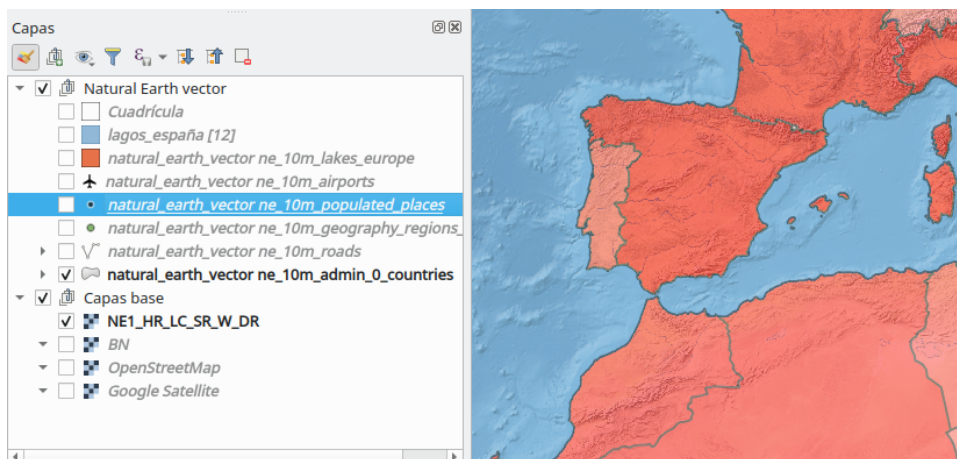 Capas
Natural Earth vector
Cuadrícula
lagos_españa [12]
natural_earth_vector ne_10m_lakes_europe
natural_earth_vector ne_10m_airports
natural_earth_vector ne_10m_populated_places
natural_earth_vector ne_10m_geography_regions_
natural_earth_vector ne_10m_roads
natural_earth_vector ne_10m_admin_0_countries
Capas base
NE1_HR_LC_SR_W_DR
BN
OpenStreetMap
Google Satellite